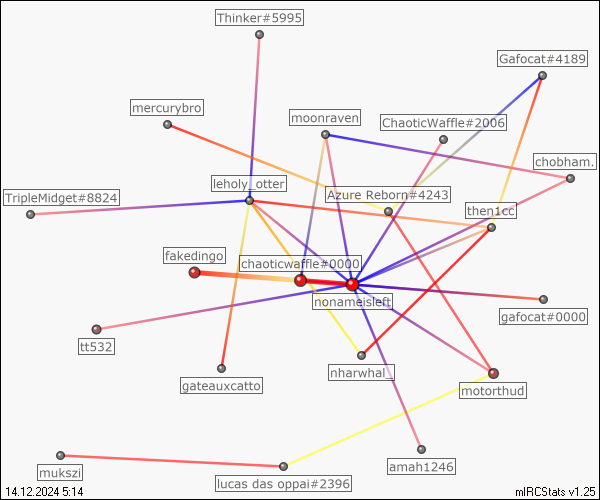 Thinker#5995
Gafocat#4189
mercurybro
moonraven
ChaoticWaffle#2006
chobham.
leholy_otter
TripleMidget#8824
Azure Reborn#4243
then1cc
fakedingo
chaoticwaffle#0000
nonameisleft
gafocat#0000
tt532
nharwhal_
gateauxcatto
motorthud
mukszi
lucas das oppai#2396
amah1246
14.12.2024 5:14
mIRCStats v1.25